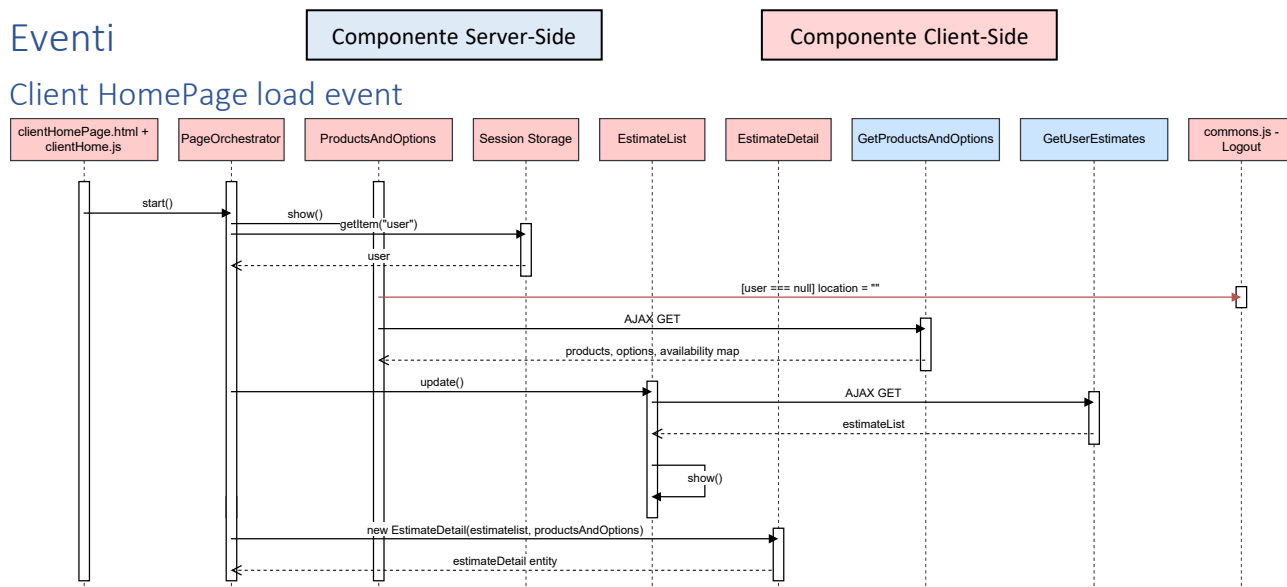 Eventi
Componente Server-Side
Componente Client-Side
Client HomePage load event
clientHomePage.html +
clientHome.js
PageOrchestrator
ProductsAndOptions
Session Storage
EstimateList
EstimateDetail
GetProductsAndOptions
GetUserEstimates
commons.js -
Logout
start()
show()
getItem("user")
user
[user === null] location = ""
AJAX GET
products, options, availability map
update()
AJAX GET
estimateList
show()
new EstimateDetail(estimatelist, productsAndOptions)
estimateDetail entity